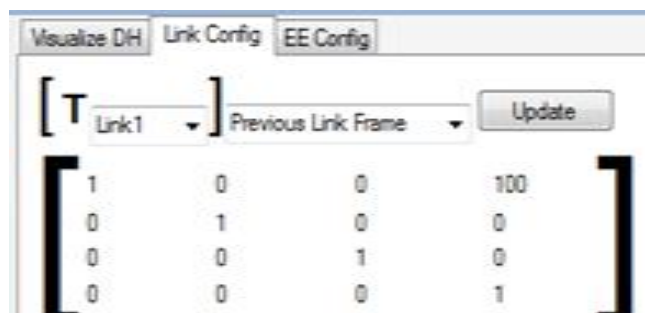 Visualize DH Link Config EE Config
[T Link1 ] Previous Link Frame Update
1 0 0 100
0 1 0 0
0 0 1 0
0 0 0 1